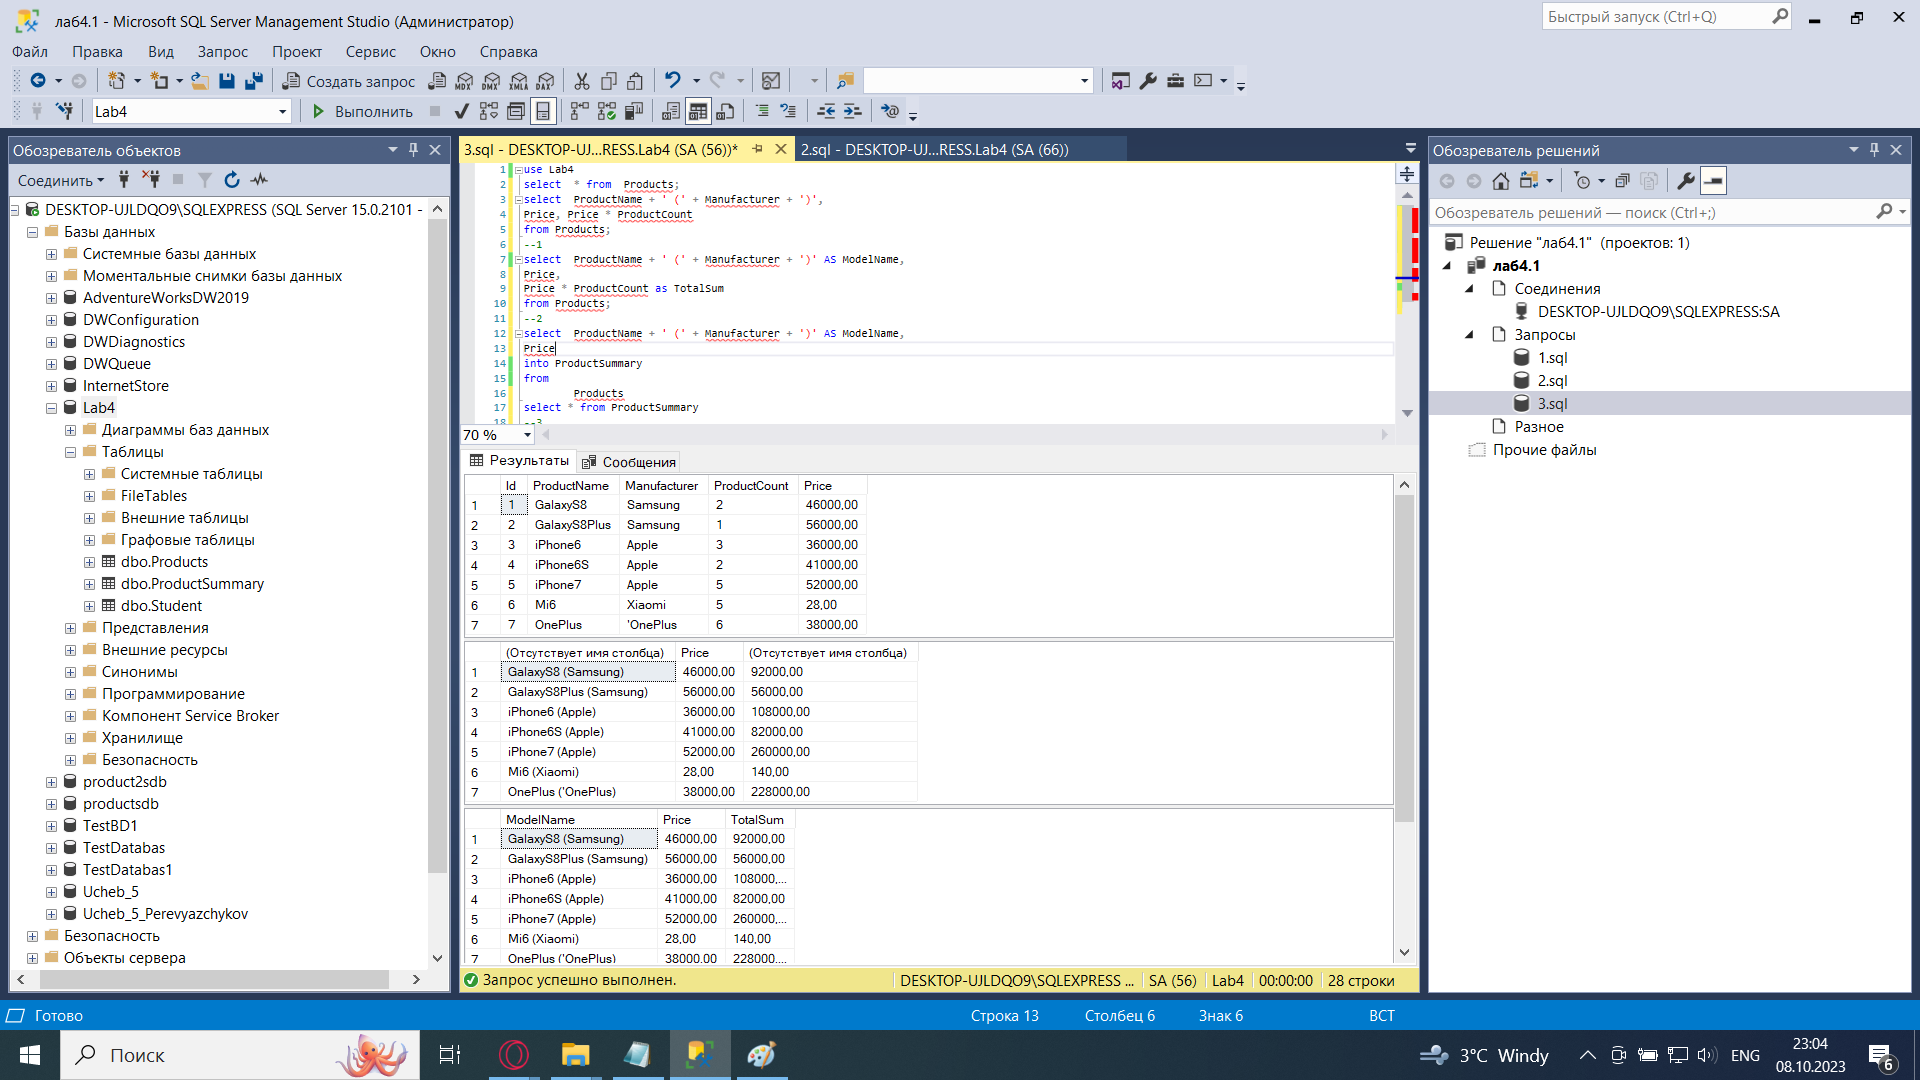 ла64.1 - Microsoft SQL Server Management Studio (Администратор)
Быстрый запуск (Ctrl+Q)
Файл Правка Вид Запрос Проект Сервис Окно Справка
Создать запрос
MDX DMX XMLA DAX
Lab4
Выполнить
Обозреватель объектов
Соединить
DESKTOP-UJLDQO9\SQLEXPRESS (SQL Server 15.0.2101 -
Базы данных
Системные базы данных
Моментальные снимки базы данных
AdventureWorksDW2019
DWConfiguration
DWDiagnostics
DWQueue
InternetStore
Lab4
Диаграммы баз данных
Таблицы
Системные таблицы
FileTables
Внешние таблицы
Графовые таблицы
dbo.Products
dbo.ProductSummary
dbo.Student
Представления
Внешние ресурсы
Синонимы
Программирование
Компонент Service Broker
Хранилище
Безопасность
product2sdb
productsdb
TestBD1
TestDatabas
TestDatabas1
Ucheb_5
Ucheb_5_Perevyazchykov
Безопасность
Объекты сервера
3.sql - DESKTOP-UJ...RESS.Lab4 (SA (56))*
2.sql - DESKTOP-UJ...RESS.Lab4 (SA (66))
1 use Lab4
2 select * from Products;
3 select ProductName + ' (' + Manufacturer + ')',
4 Price, Price * ProductCount
5 from Products;
6 --1
7 select ProductName + ' (' + Manufacturer + ')' AS ModelName,
8 Price,
9 Price * ProductCount as TotalSum
10 from Products;
11 --2
12 select ProductName + ' (' + Manufacturer + ')' AS ModelName,
13 Price
14 into ProductSummary
15 from
16 Products
17 select * from ProductSummary
18 --3
70 %
Результаты Сообщения
Id ProductName Manufacturer ProductCount Price
1 1 GalaxyS8 Samsung 2 46000,00
2 2 GalaxyS8Plus Samsung 1 56000,00
3 3 iPhone6 Apple 3 36000,00
4 4 iPhone6S Apple 2 41000,00
5 5 iPhone7 Apple 5 52000,00
6 6 Mi6 Xiaomi 5 28,00
7 7 OnePlus 'OnePlus 6 38000,00
(Отсутствует имя столбца) Price (Отсутствует имя столбца)
1 GalaxyS8 (Samsung) 46000,00 92000,00
2 GalaxyS8Plus (Samsung) 56000,00 56000,00
3 iPhone6 (Apple) 36000,00 108000,00
4 iPhone6S (Apple) 41000,00 82000,00
5 iPhone7 (Apple) 52000,00 260000,00
6 Mi6 (Xiaomi) 28,00 140,00
7 OnePlus ('OnePlus) 38000,00 228000,00
ModelName Price TotalSum
1 GalaxyS8 (Samsung) 46000,00 92000,00
2 GalaxyS8Plus (Samsung) 56000,00 56000,00
3 iPhone6 (Apple) 36000,00 108000,...
4 iPhone6S (Apple) 41000,00 82000,00
5 iPhone7 (Apple) 52000,00 260000,...
6 Mi6 (Xiaomi) 28,00 140,00
7 OnePlus ('OnePlus) 38000,00 228000,...
Запрос успешно выполнен.
DESKTOP-UJLDQO9\SQLEXPRESS ... SA (56) Lab4 00:00:00 28 строки
Обозреватель решений
Обозреватель решений — поиск (Ctrl+;)
Решение "ла64.1" (проектов: 1)
ла64.1
Соединения
DESKTOP-UJLDQO9\SQLEXPRESS:SA
Запросы
1.sql
2.sql
3.sql
Разное
Прочие файлы
Готово
Строка 13 Столбец 6 Знак 6 ВСТ
Поиск
3°C Windy
ENG
23:04
08.10.2023
6